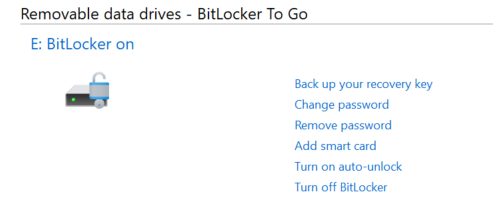 Removable data drives - BitLocker To Go
E: BitLocker on
Back up your recovery key
Change password
Remove password
Add smart card
Turn on auto-unlock
Turn off BitLocker